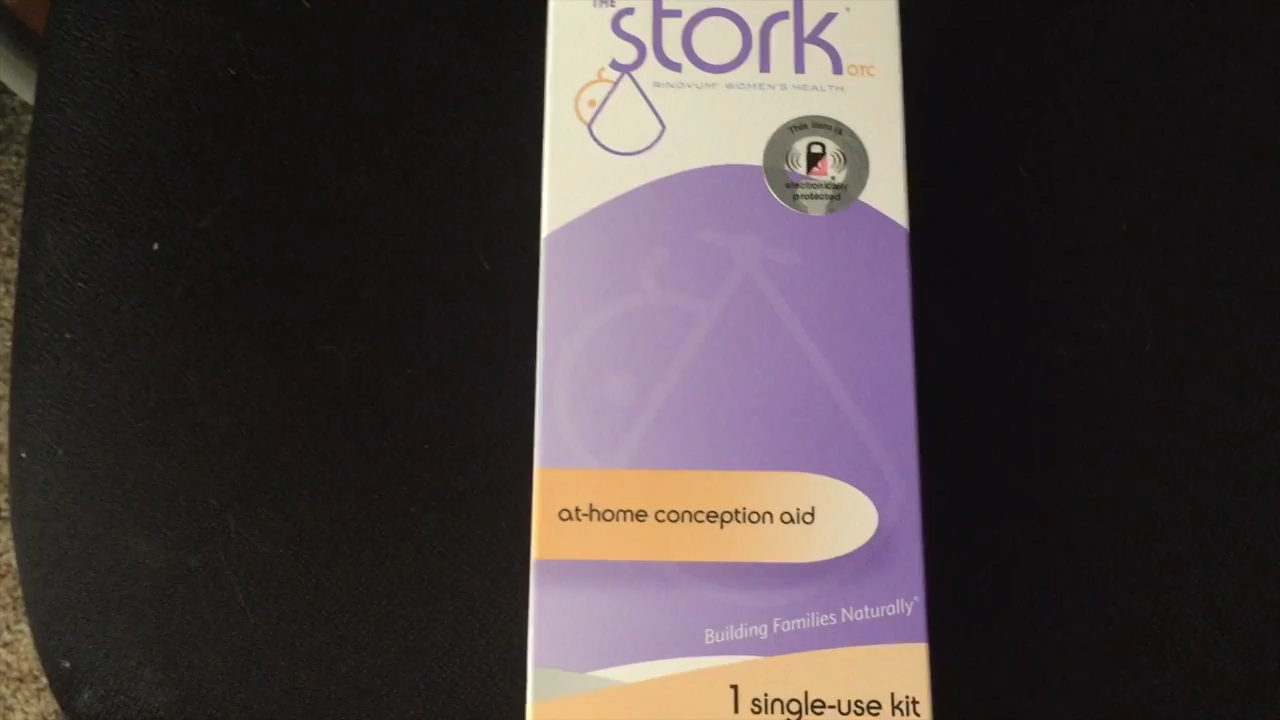 THE
stork
OTC
RINOVUM® WOMEN'S HEALTH
This item is
electronically
protected
at-home conception aid
Building Families Naturally®
1 single-use kit